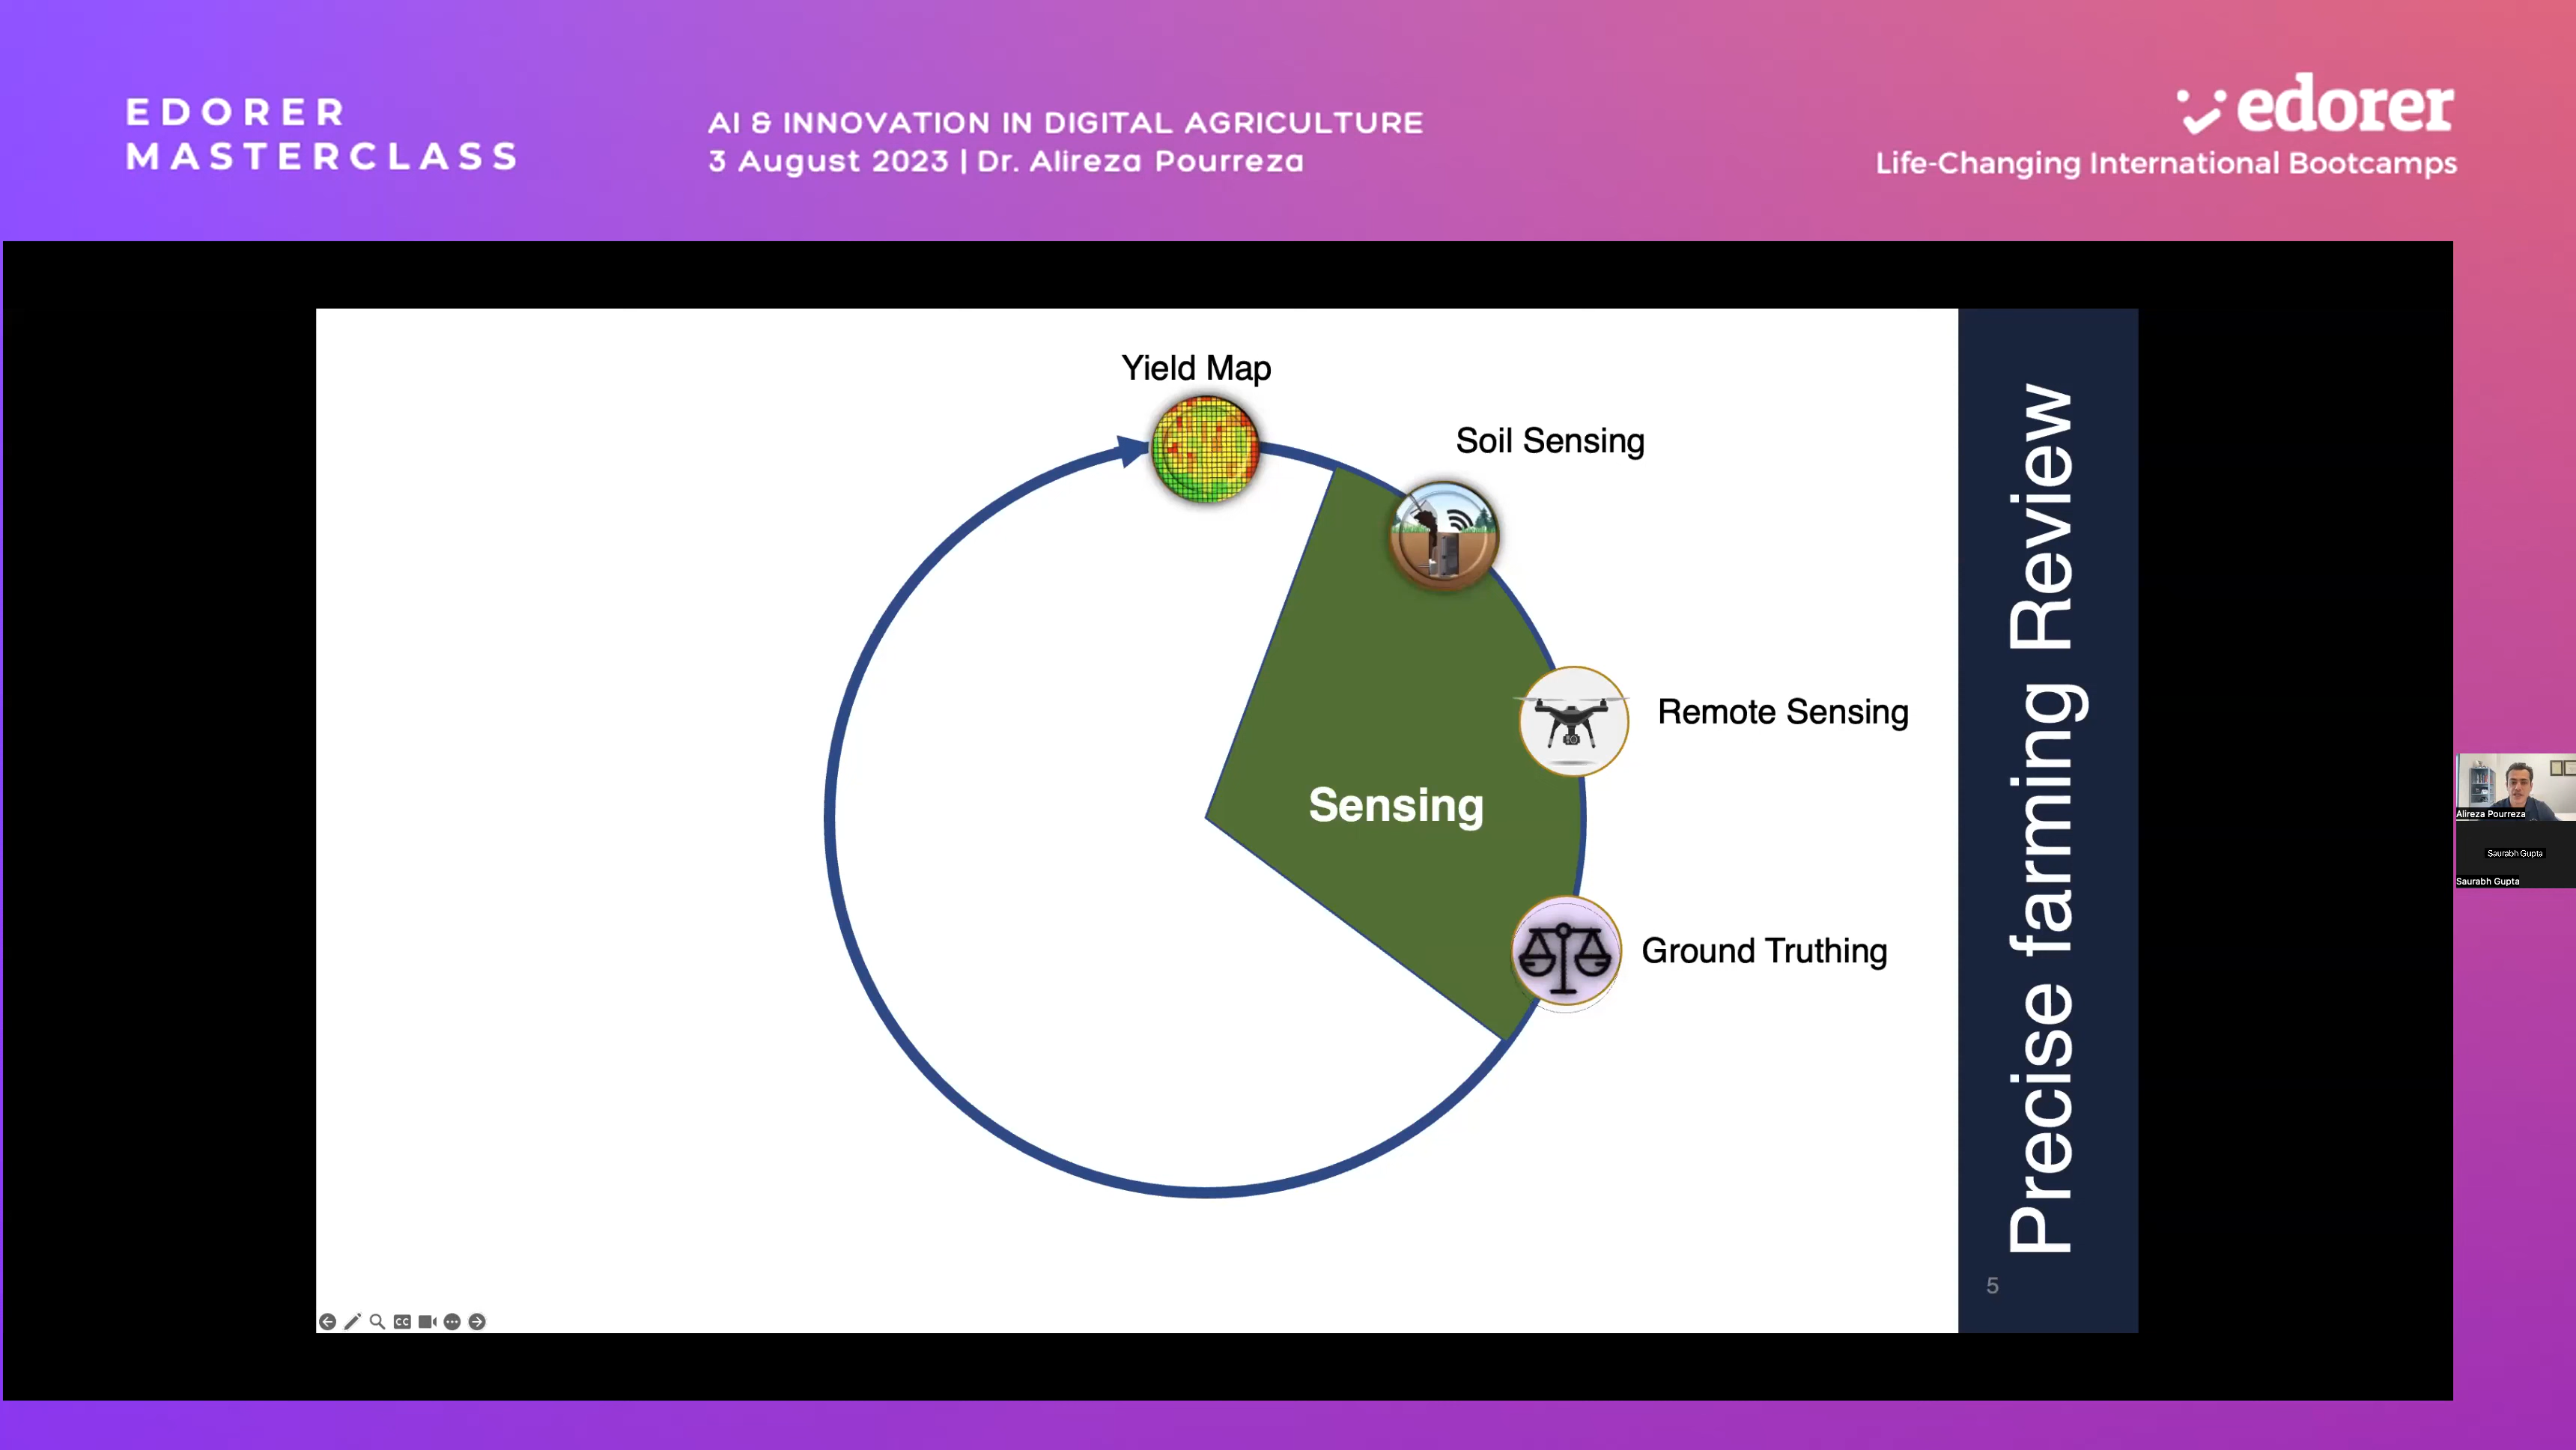 EDORER
MASTERCLASS
AI & INNOVATION IN DIGITAL AGRICULTURE
3 August 2023 | Dr. Alireza Pourreza
edorer
Life-Changing International Bootcamps
Yield Map
Soil Sensing
Remote Sensing
Sensing
Ground Truthing
Precise farming Review
5
CC
Alireza Pourreza
Saurabh Gupta
Saurabh Gupta